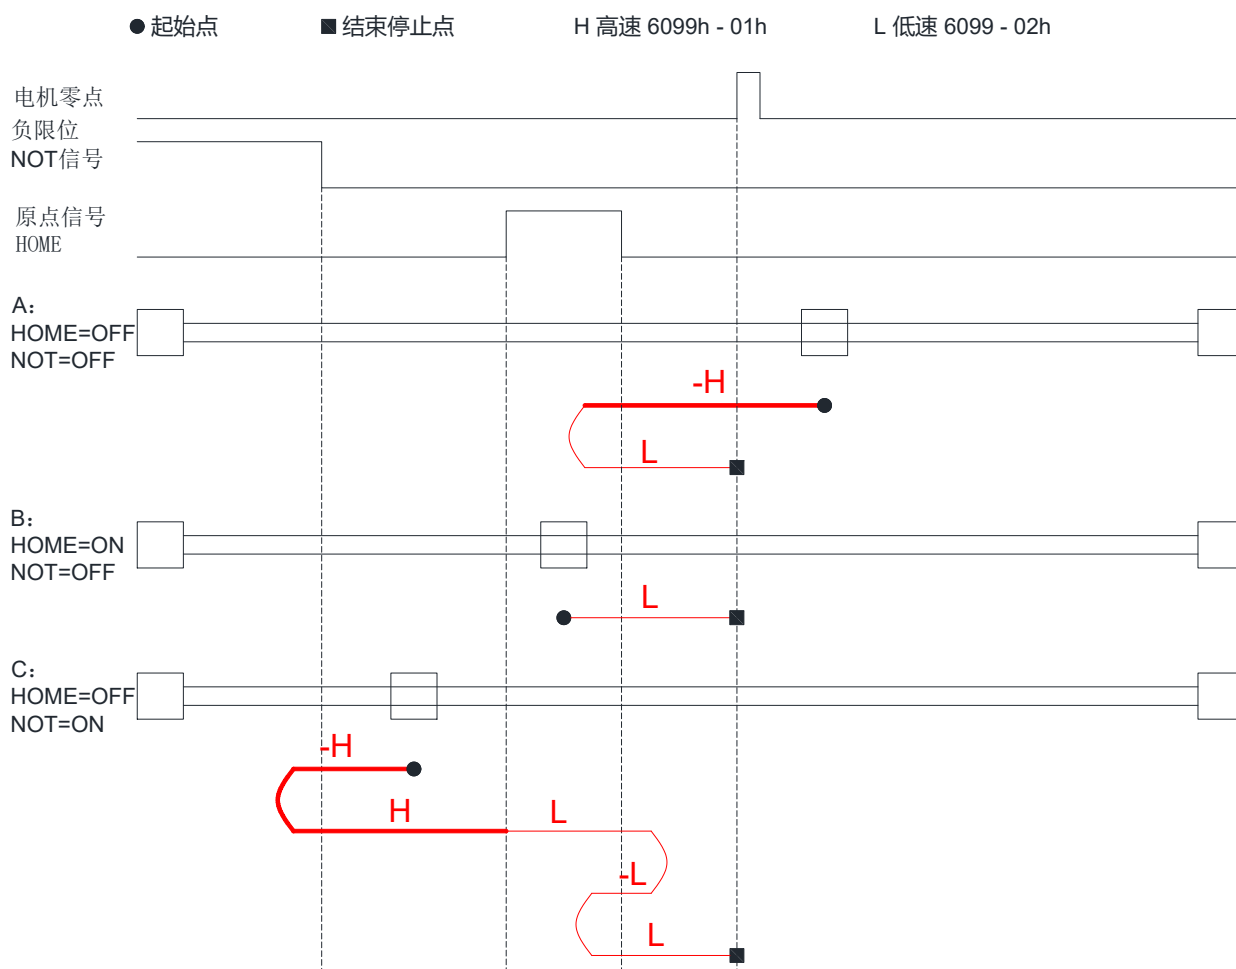 起始点 结束停止点 H 高速 6099h - 01h L 低速 6099 - 02h
电机零点
负限位
NOT信号
原点信号
HOME
A：
HOME=OFF
NOT=OFF
-H
L
B：
HOME=ON
NOT=OFF
L
C：
HOME=OFF
NOT=ON
-H
H L
-L
L